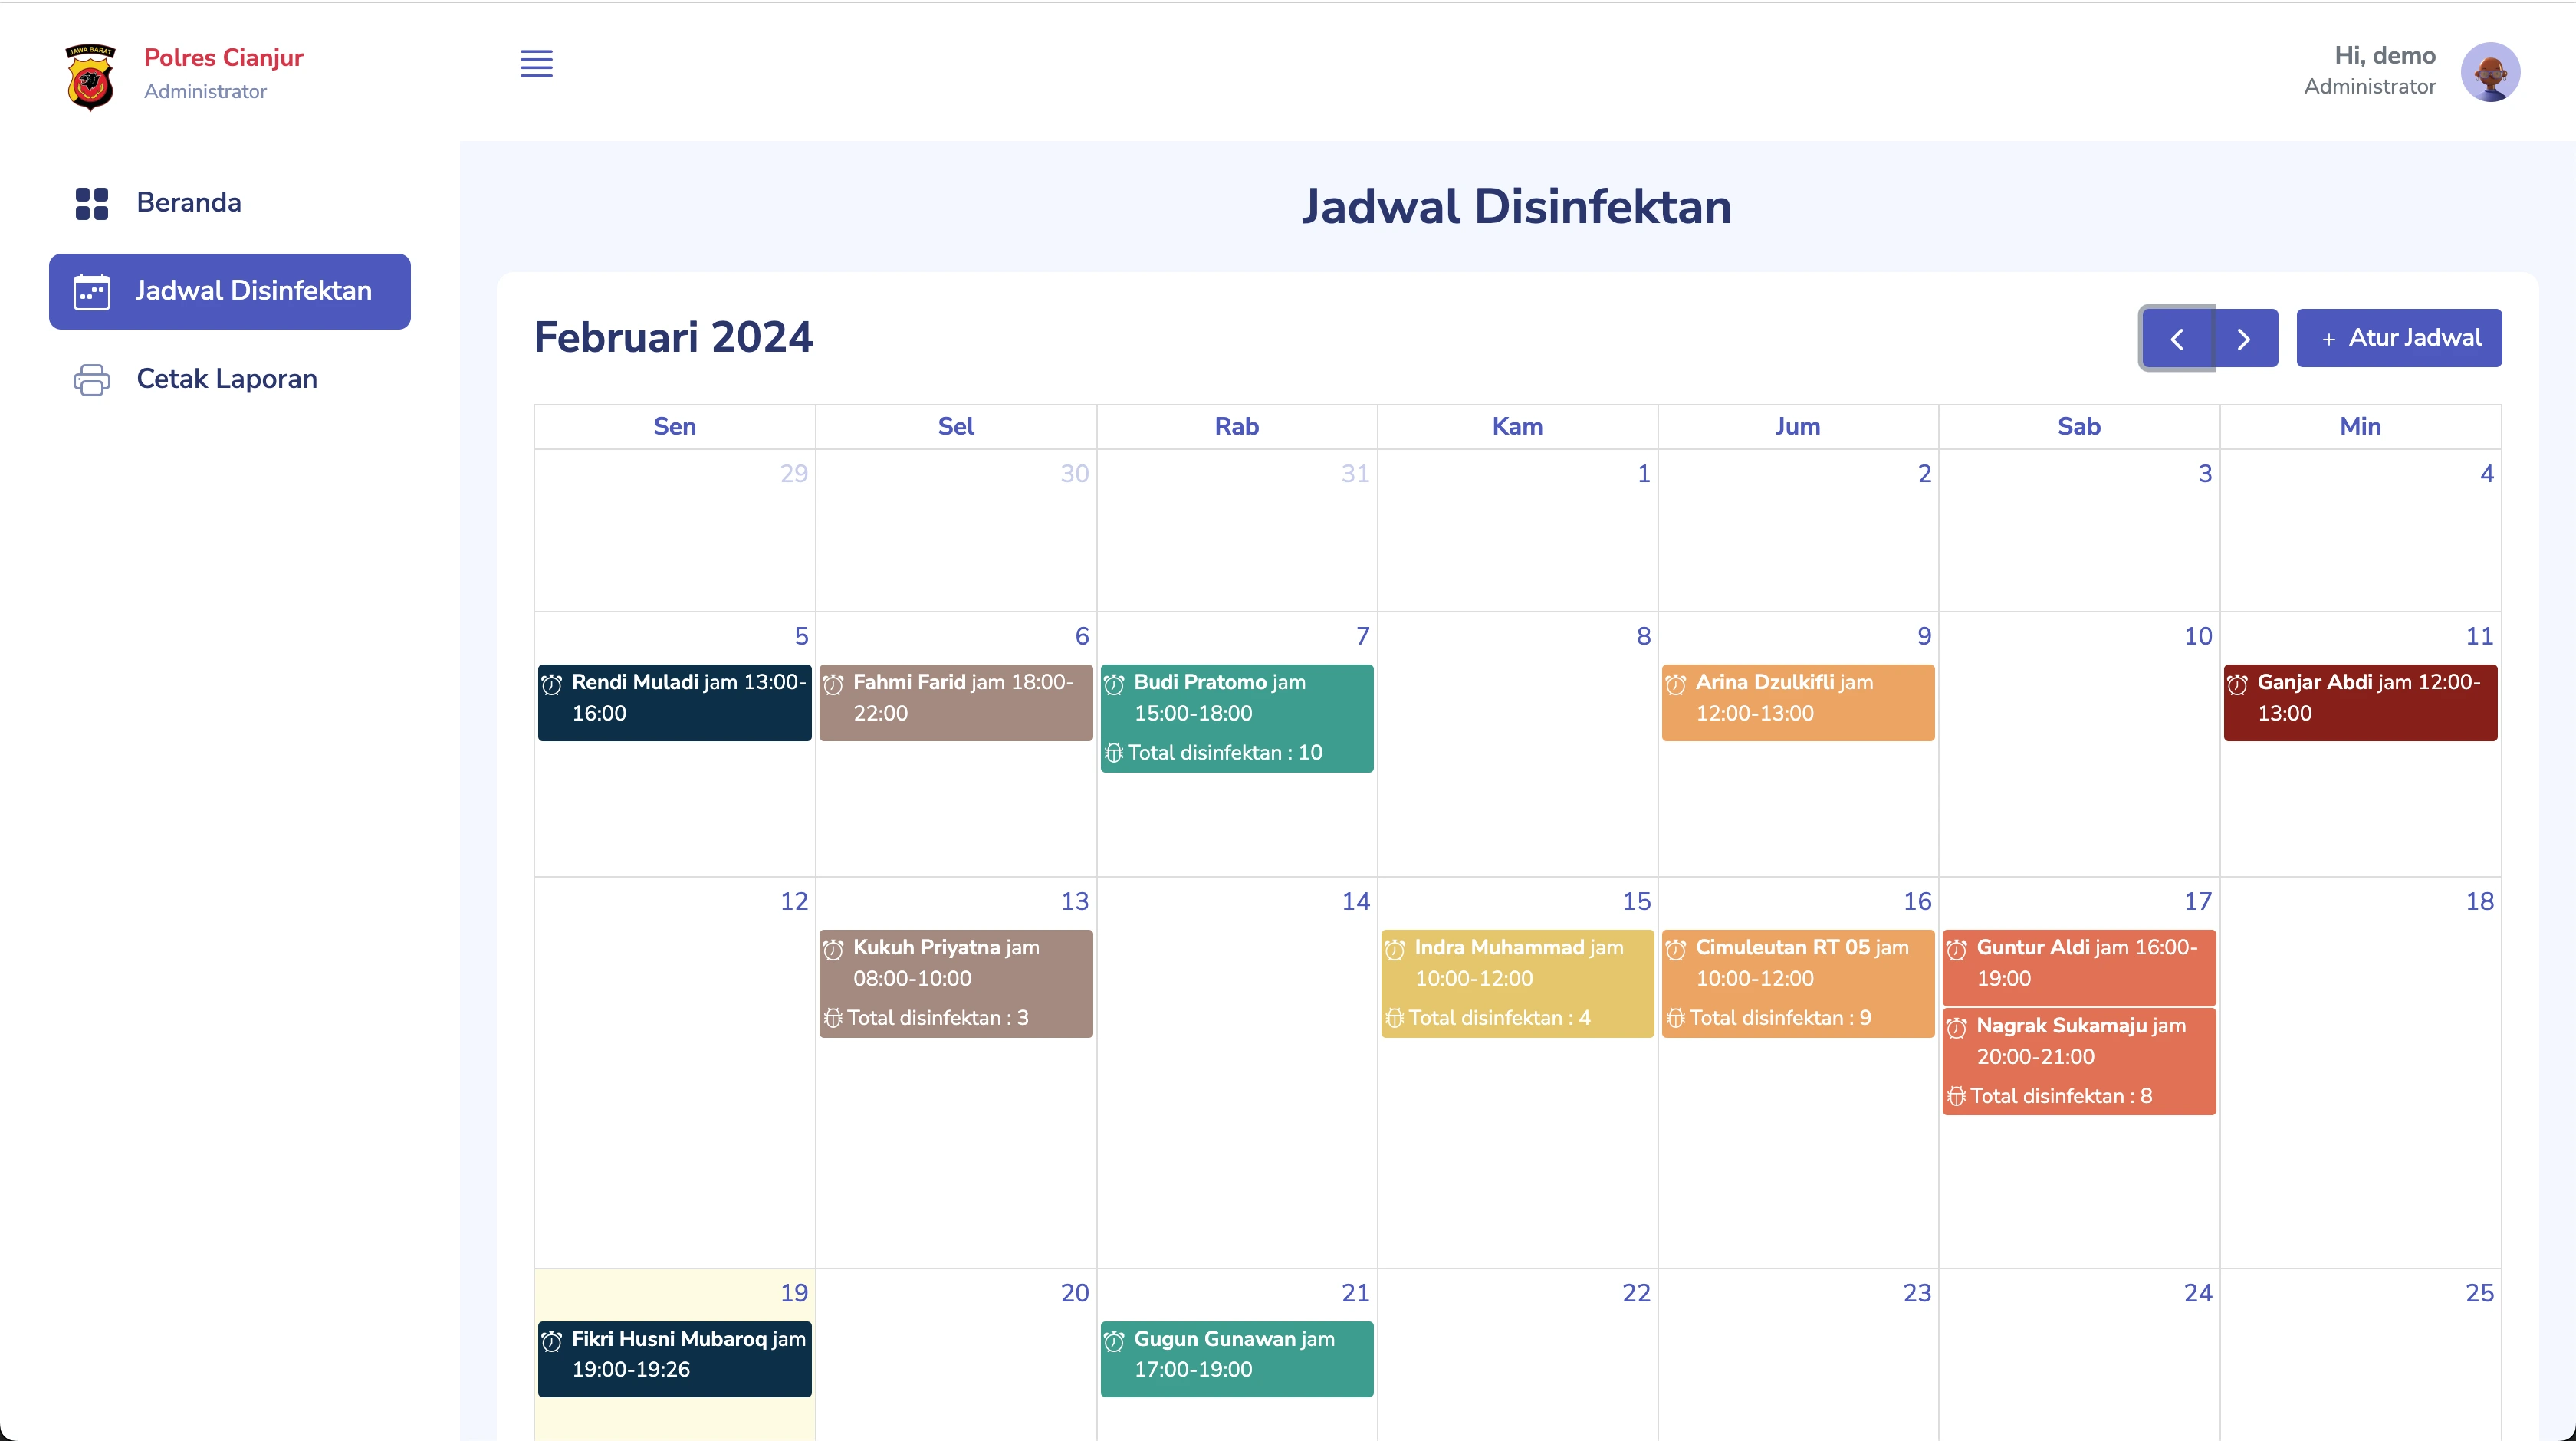 JAWA BARAT
Polres Cianjur
Administrator
Hi, demo
Administrator
Beranda
Jadwal Disinfektan
Cetak Laporan
Jadwal Disinfektan
Februari 2024
+ Atur Jadwal
Sen Sel Rab Kam Jum Sab Min
29 30 31 1 2 3 4
5 6 7 8 9 10 11
Rendi Muladi jam 13:00-
16:00
Fahmi Farid jam 18:00-
22:00
Budi Pratomo jam
15:00-18:00
Total disinfektan : 10
Arina Dzulkifli jam
12:00-13:00
Ganjar Abdi jam 12:00-
13:00
12 13 14 15 16 17 18
Kukuh Priyatna jam
08:00-10:00
Total disinfektan : 3
Indra Muhammad jam
10:00-12:00
Total disinfektan : 4
Cimuleutan RT 05 jam
10:00-12:00
Total disinfektan : 9
Guntur Aldi jam 16:00-
19:00
Nagrak Sukamaju jam
20:00-21:00
Total disinfektan : 8
19 20 21 22 23 24 25
Fikri Husni Mubaroq jam
19:00-19:26
Gugun Gunawan jam
17:00-19:00